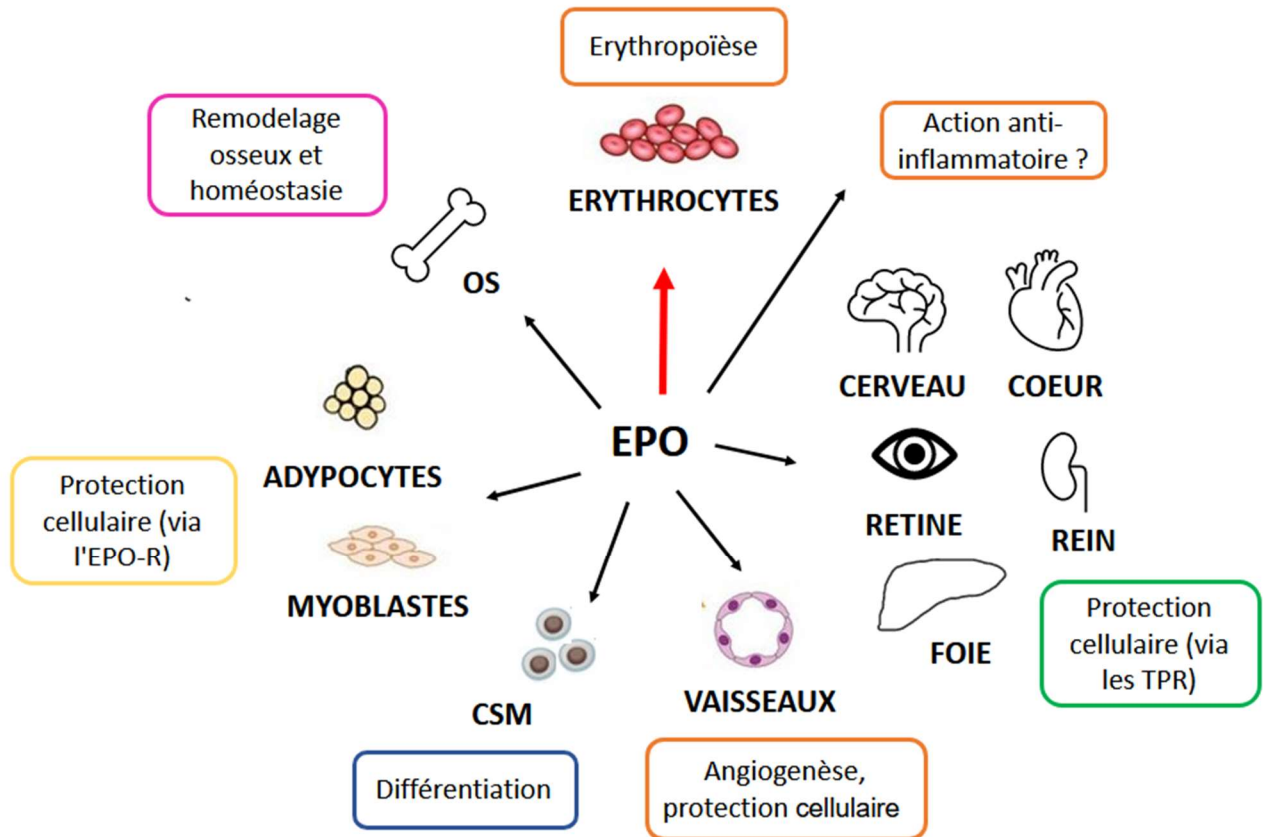 Erythropoïèse
ERYTHROCYTES
Remodelage
osseux et
homéostasie
OS
Action anti-
inflammatoire ?
CERVEAU
COEUR
EPO
ADYPOCYTES
Protection
cellulaire (via
l'EPO-R)
MYOBLASTES
RETINE
REIN
FOIE
Protection
cellulaire (via
les TPR)
CSM
Différentiation
VAISSEAUX
Angiogenèse,
protection cellulaire